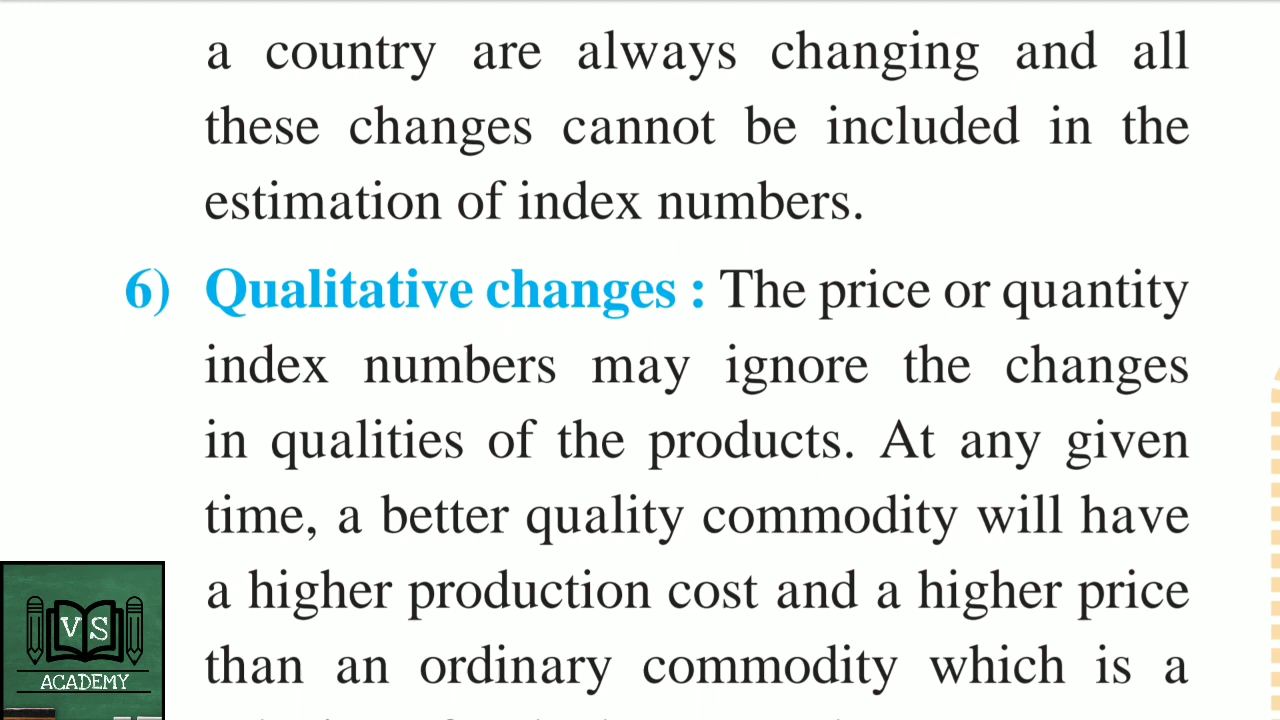 a country are always changing and all
these changes cannot be included in the
estimation of index numbers.
6) Qualitative changes : The price or quantity
index numbers may ignore the changes
in qualities of the products. At any given
time, a better quality commodity will have
a higher production cost and a higher price
than an ordinary commodity which is a
VS
ACADEMY